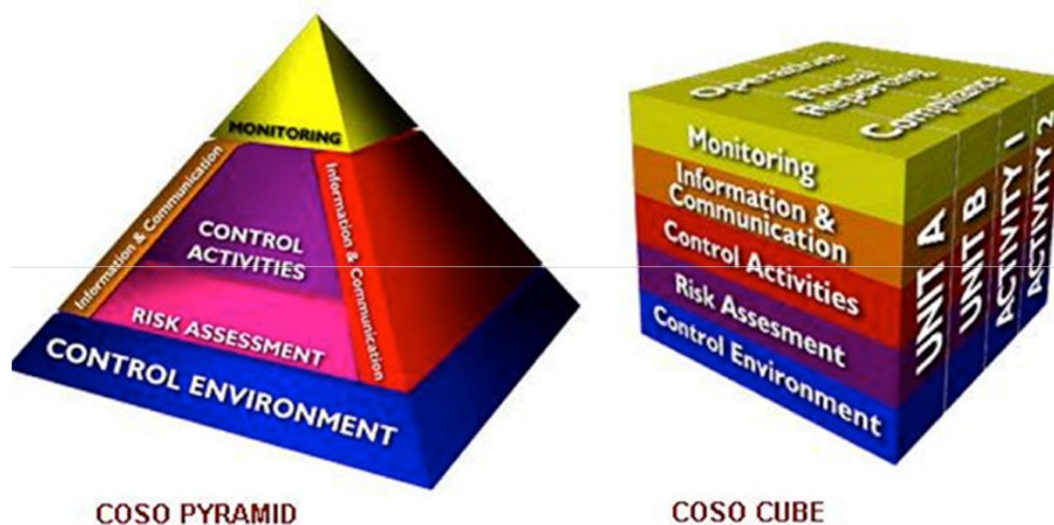 MONITORING
Information & Communication
CONTROL
ACTIVITIES
Information & Communication
RISK ASSESSMENT
CONTROL ENVIRONMENT
COSO PYRAMID
Operations
Fincial
Reporting
Compliance
Monitoring
Information &
Communication
Control Activities
Risk Assesment
Control Environment
UNIT A
UNIT B
ACTIVITY 1
ACTIVITY 2
COSO CUBE